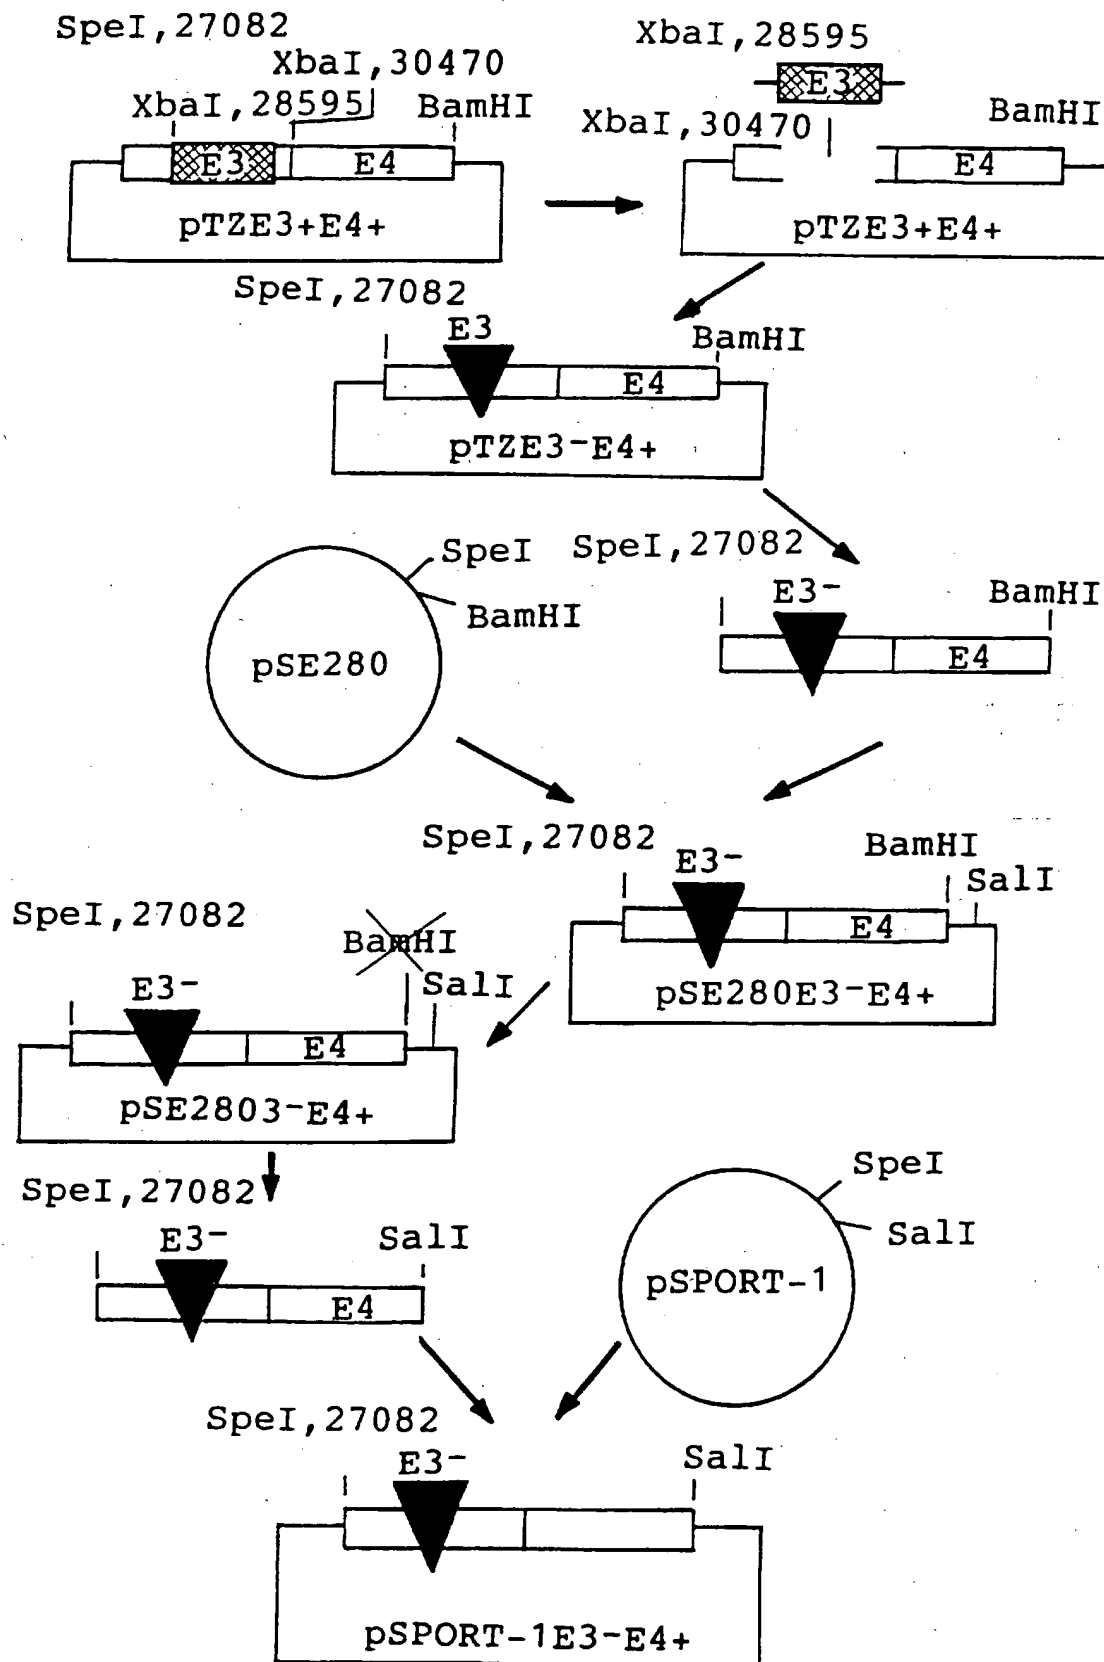 SpeI,27082
XbaI,30470
XbaI,28595
BamHI
E3
E4
pTZE3+E4+
XbaI,28595
E3
XbaI,30470
BamHI
E4
pTZE3+E4+
SpeI,27082
E3
BamHI
E4
pTZE3-E4+
SpeI
BamHI
pSE280
SpeI,27082
E3-
BamHI
E4
SpeI,27082
E3-
BamHI
SalI
E4
pSE280E3-E4+
SpeI,27082
BamHI
E3-
SalI
E4
pSE2803-E4+
SpeI,27082
E3-
SalI
E4
SpeI
SalI
pSPORT-1
SpeI,27082
E3-
SalI
pSPORT-1E3-E4+